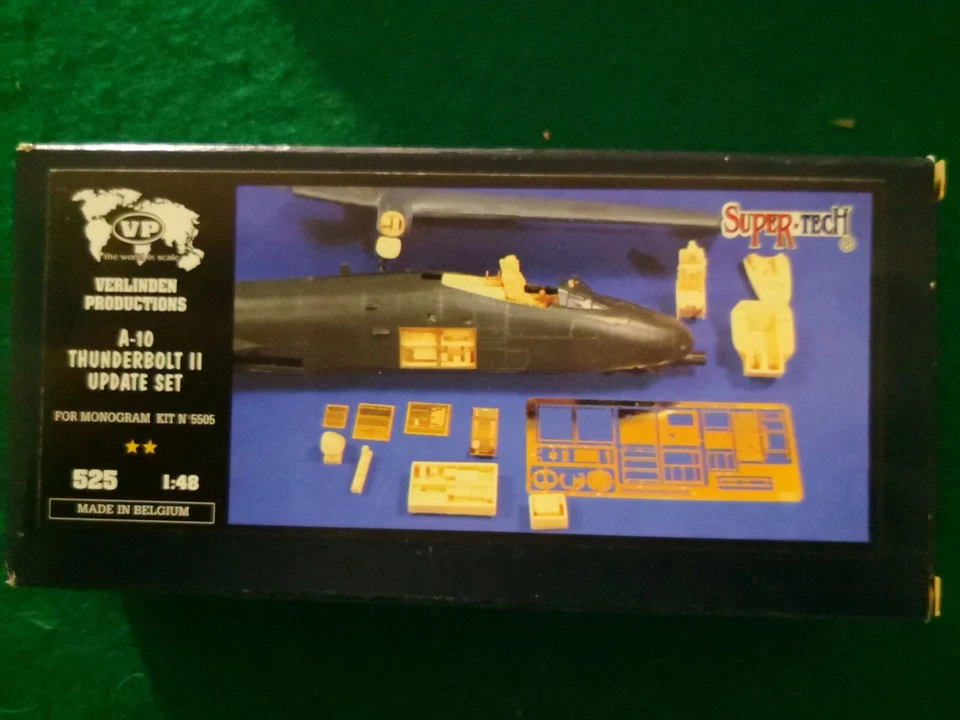 VP
the world in scale
VERLINDEN
PRODUCTIONS
A-10
THUNDERBOLT II
UPDATE SET
FOR MONOGRAM KIT N°5505
525 1:48
MADE IN BELGIUM
SUPER·TECH
®